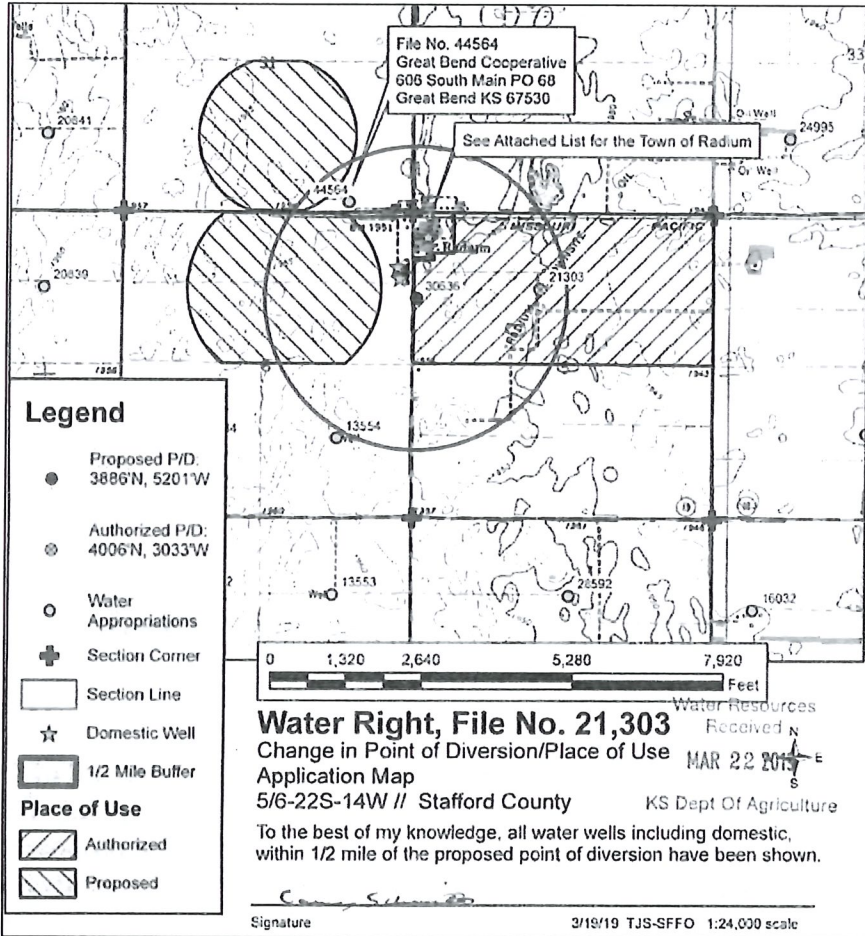 31
33
File No. 44564
Great Bend Cooperative
606 South Main PO 68
Great Bend KS 67530
See Attached List for the Town of Radium
Oil Well
Oil Well
OIL
20841
24995
44564
MISSOURI
PACIFIC
Radium
20839
30636
21303
RADIUM
13554
13553
Well
28592
16032
Legend
Proposed P/D:
3886'N, 5201'W
Authorized P/D:
4006'N, 3033'W
Water
Appropriations
Section Corner
Section Line
Domestic Well
1/2 Mile Buffer
Place of Use
Authorized
Proposed
0 1,320 2,640 5,280 7,920
Feet
Water Resources
Received
MAR 22 2019
KS Dept Of Agriculture
N
E
S
Water Right, File No. 21,303
Change in Point of Diversion/Place of Use
Application Map
5/6-22S-14W // Stafford County
To the best of my knowledge, all water wells including domestic,
within 1/2 mile of the proposed point of diversion have been shown.
Signature
3/19/19 TJS-SFFO 1:24,000 scale